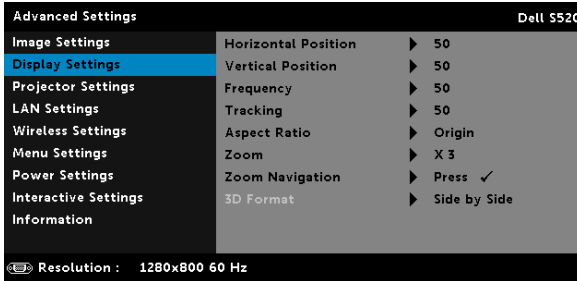 Advanced Settings Dell S520
Image Settings Horizontal Position 50
Display Settings Vertical Position 50
Projector Settings Frequency 50
LAN Settings Tracking 50
Wireless Settings Aspect Ratio Origin
Menu Settings Zoom X 3
Power Settings Zoom Navigation Press ✓
Interactive Settings 3D Format Side by Side
Information
Resolution : 1280x800 60 Hz